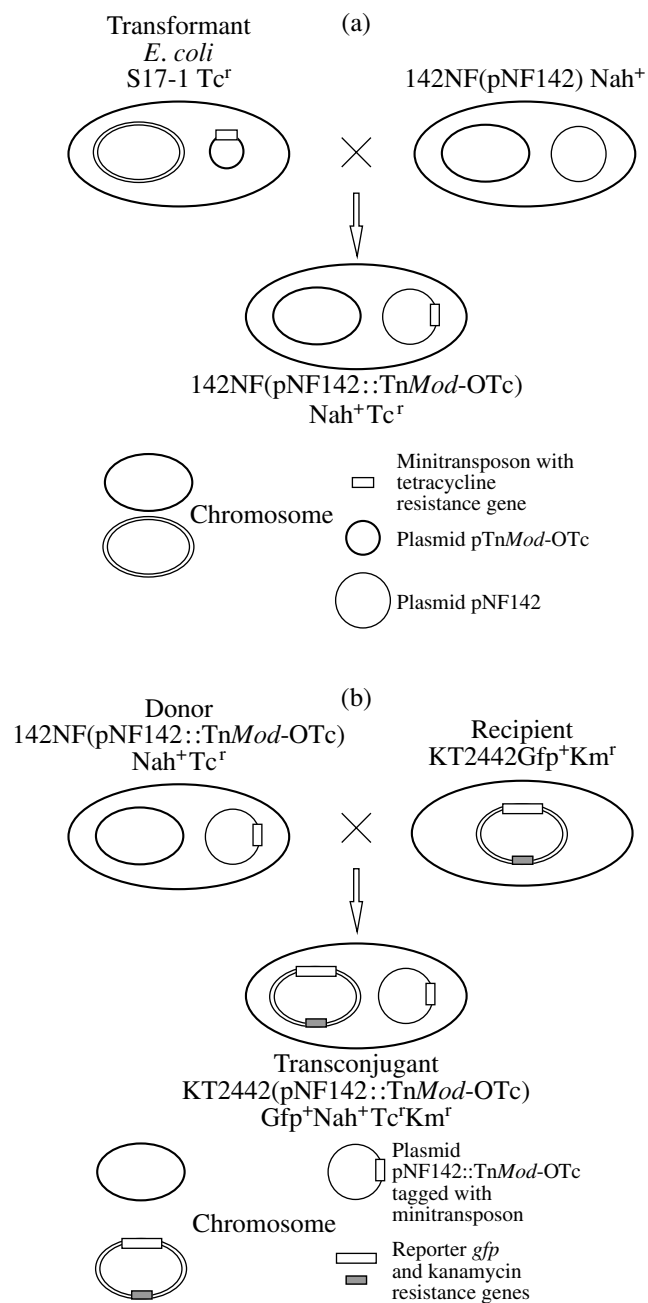 (a)
Transformant
E. coli
S17-1 Tcʳ
142NF(pNF142) Nah⁺
142NF(pNF142::TnMod-OTc)
Nah⁺Tcʳ
Chromosome
Minitransposon with
tetracycline
resistance gene
Plasmid pTnMod-OTc
Plasmid pNF142
(b)
Donor
142NF(pNF142::TnMod-OTc)
Nah⁺Tcʳ
Recipient
KT2442Gfp⁺Kmʳ
Transconjugant
KT2442(pNF142::TnMod-OTc)
Gfp⁺Nah⁺TcʳKmʳ
Chromosome
Plasmid
pNF142::TnMod-OTc
tagged with
minitransposon
Reporter gfp
and kanamycin
resistance genes